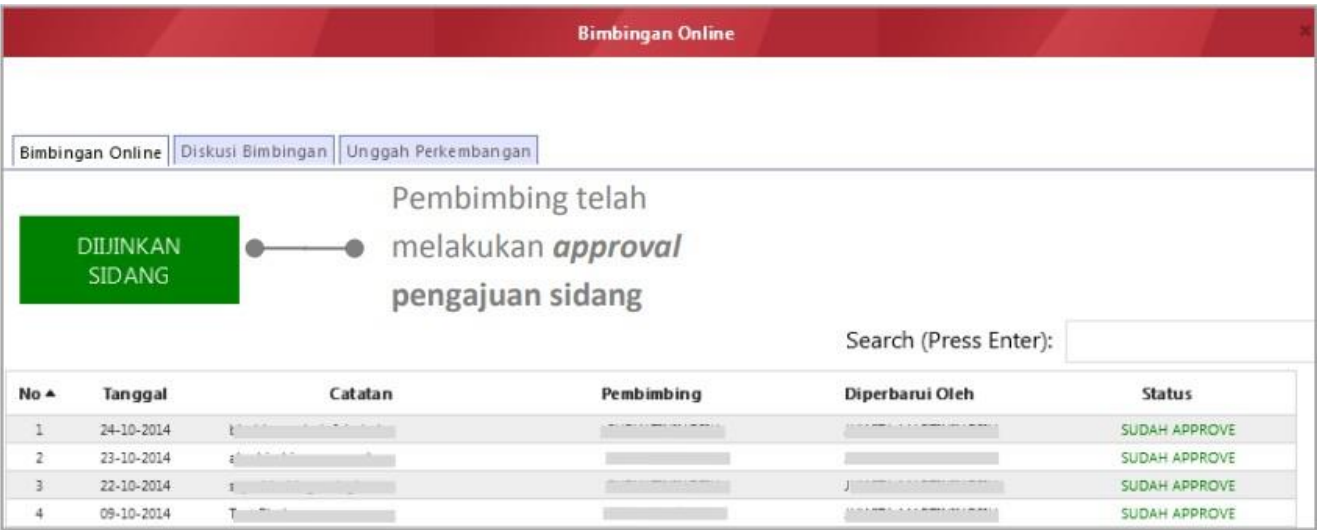 Bimbingan Online
Bimbingan Online Diskusi Bimbingan Unggah Perkembangan
DIIJINKAN
SIDANG
Pembimbing telah
melakukan approval
pengajuan sidang
Search (Press Enter):
No Tanggal Catatan Pembimbing Diperbarui Oleh Status
1 24-10-2014 SUDAH APPROVE
2 23-10-2014 SUDAH APPROVE
3 22-10-2014 SUDAH APPROVE
4 09-10-2014 SUDAH APPROVE